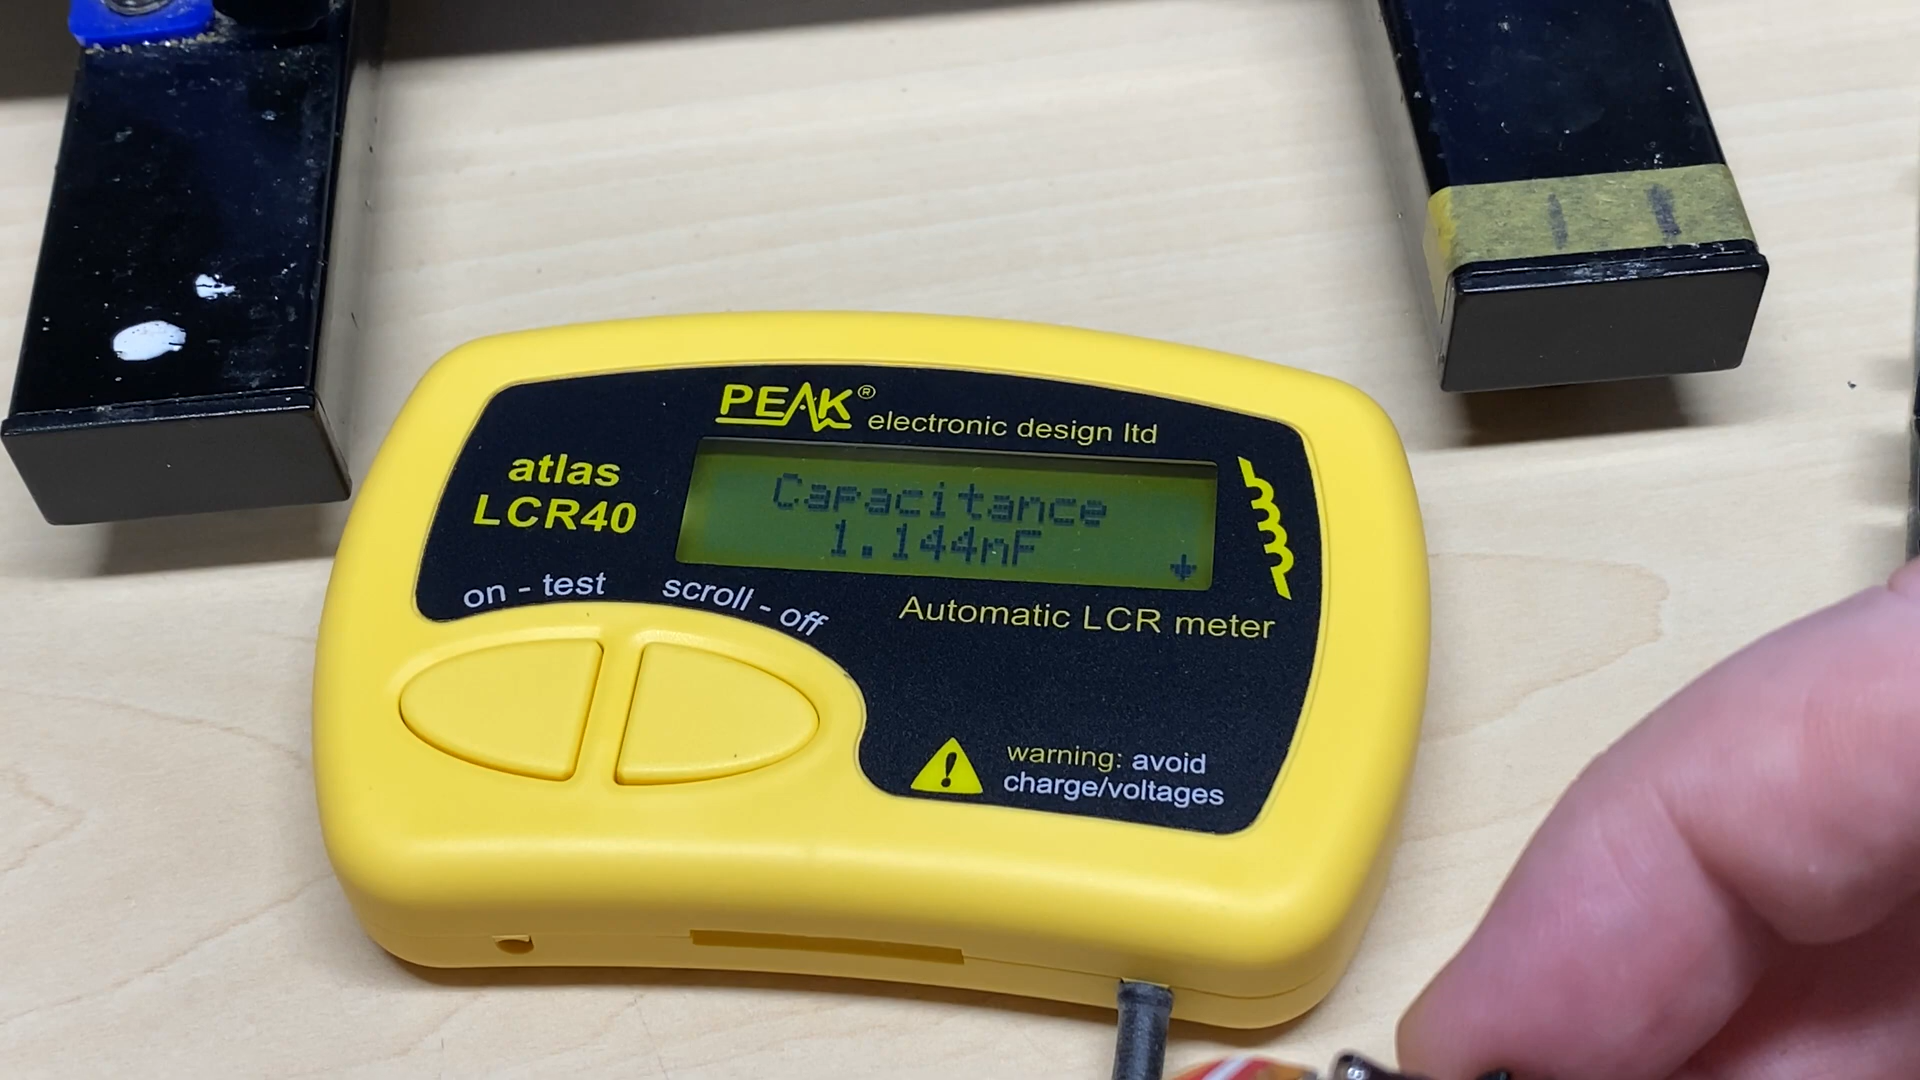 PEAK®
electronic design ltd
atlas
LCR40
Capacitance
1.144nF
on - test
scroll - off
Automatic LCR meter
warning: avoid
charge/voltages